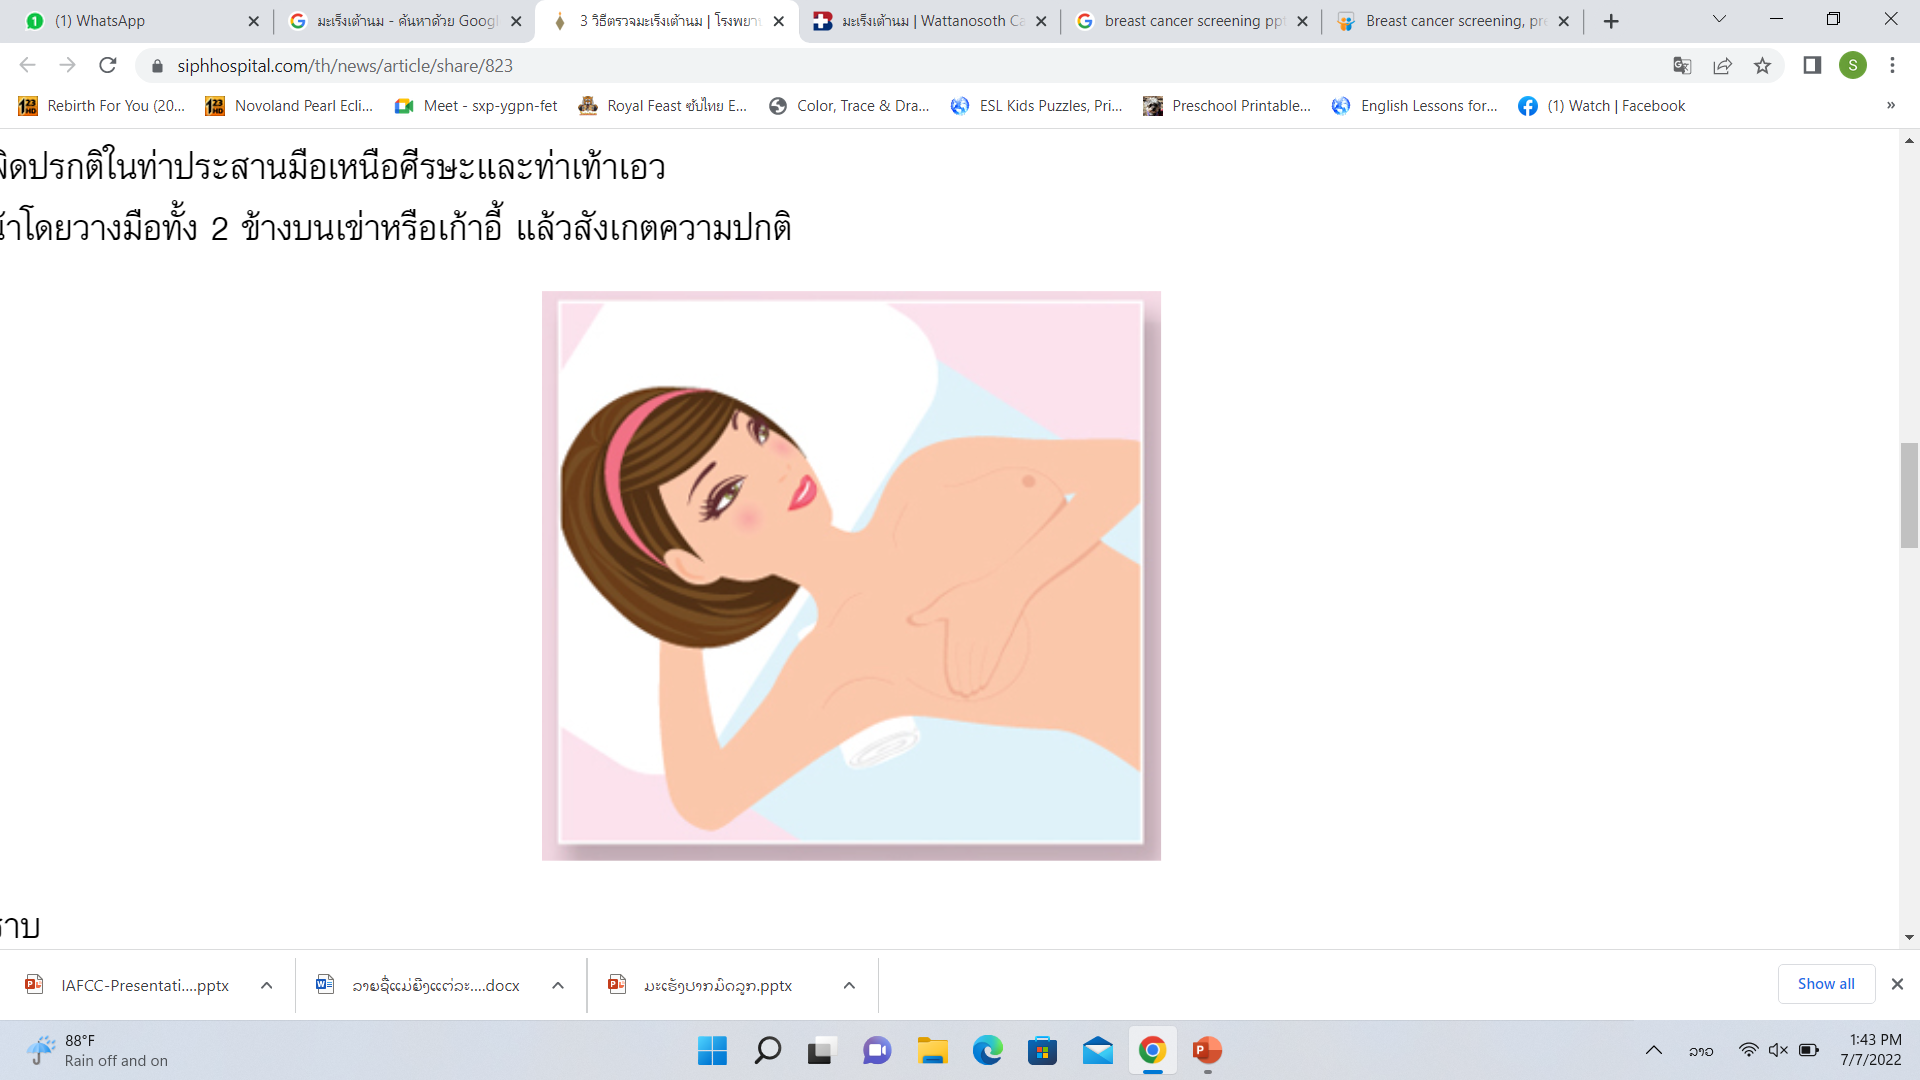 (1) WhatsApp
มะเร็งเต้านม - ค้นหาด้วย Googl
3 วิธีตรวจมะเร็งเต้านม | โรงพยาบ
มะเร็งเต้านม | Wattanosoth Ca
breast cancer screening ppt
Breast cancer screening, pre
siphhospital.com/th/news/article/share/823
S
Rebirth For You (20...
Novoland Pearl Ecli...
Meet - sxp-ygpn-fet
Royal Feast ซับไทย E...
Color, Trace & Dra...
ESL Kids Puzzles, Pri...
Preschool Printable...
English Lessons for...
(1) Watch | Facebook
»
ผิดปรกติในท่าประสานมือเหนือศีรษะและท่าเท้าเอว
น้าโดยวางมือทั้ง 2 ข้างบนเข่าหรือเก้าอี้ แล้วสังเกตความปกติ
ราบ
IAFCC-Presentati....pptx
ລາຍຊື່ແມ່ຍິງແຕ່ລະ....docx
ມະເຮັງປາກມົດລູກ.pptx
Show all
88°F
Rain off and on
ລາວ
1:43 PM
7/7/2022